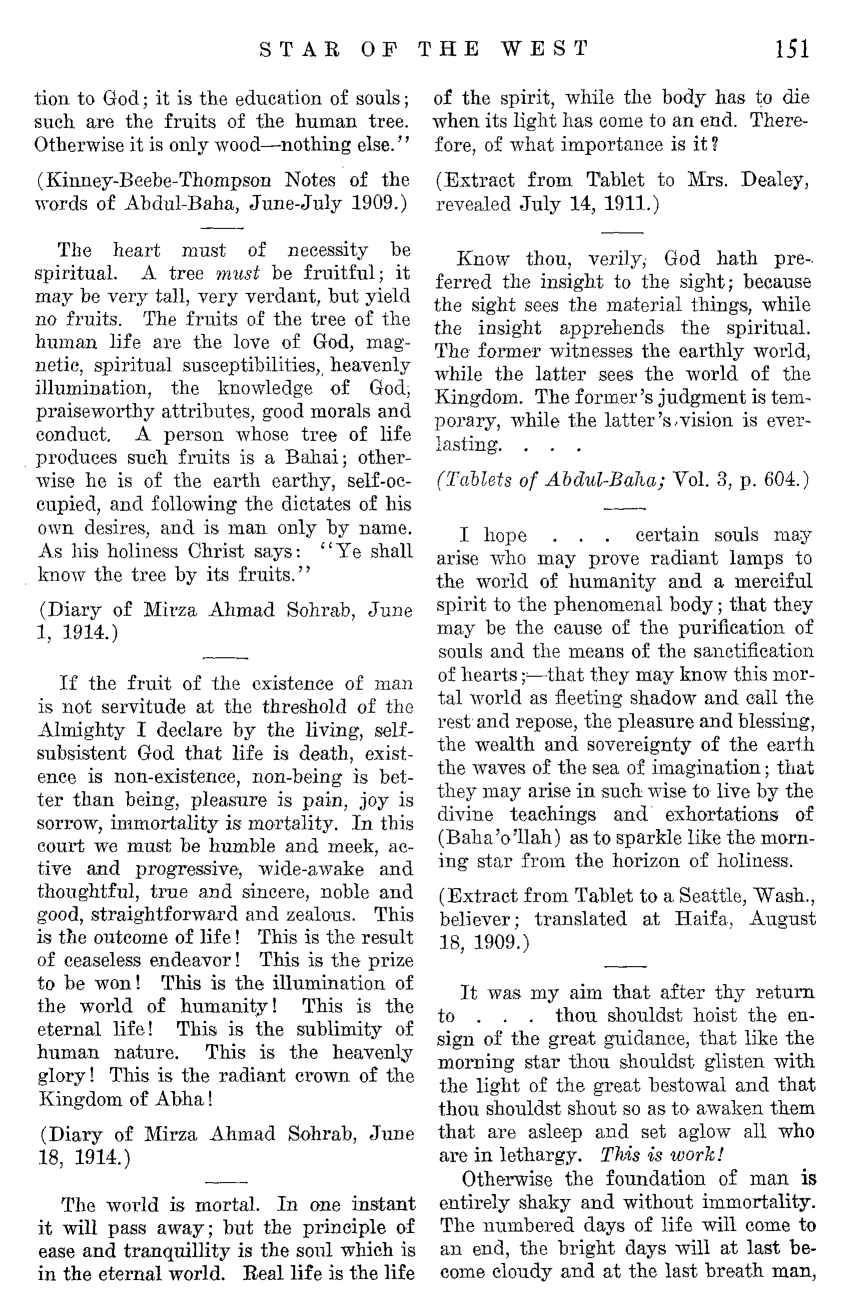 STAR OF THE WEST 151
tion to God; it is the education of souls;
such are the fruits of the human tree.
Otherwise it is only wood—nothing else."
(Kinney-Beebe-Thompson Notes of the
words of Abdul-Baha, June-July 1909.)
The heart must of necessity be
spiritual. A tree must be fruitful; it
may be very tall, very verdant, but yield
no fruits. The fruits of the tree of the
human life are the love of God, mag-
netic, spiritual susceptibilities, heavenly
illumination, the knowledge of God,
praiseworthy attributes, good morals and
conduct. A person whose tree of life
produces such fruits is a Bahai; other-
wise he is of the earth earthy, self-oc-
cupied, and following the dictates of his
own desires, and is man only by name.
As his holiness Christ says: "Ye shall
know the tree by its fruits."
(Diary of Mirza Ahmad Sohrab, June
1, 1914.)
If the fruit of the existence of man
is not servitude at the threshold of the
Almighty I declare by the living, self-
subsistent God that life is death, exist-
ence is non-existence, non-being is bet-
ter than being, pleasure is pain, joy is
sorrow, immortality is mortality. In this
court we must be humble and meek, ac-
tive and progressive, wide-awake and
thoughtful, true and sincere, noble and
good, straightforward and zealous. This
is the outcome of life! This is the result
of ceaseless endeavor! This is the prize
to be won! This is the illumination of
the world of humanity! This is the
eternal life! This is the sublimity of
human nature. This is the heavenly
glory! This is the radiant crown of the
Kingdom of Abha!
(Diary of Mirza Ahmad Sohrab, June
18, 1914.)
The world is mortal. In one instant
it will pass away; but the principle of
ease and tranquillity is the soul which is
in the eternal world. Real life is the life
of the spirit, while the body has to die
when its light has come to an end. There-
fore, of what importance is it?
(Extract from Tablet to Mrs. Dealey,
revealed July 14, 1911.)
Know thou, verily, God hath pre-
ferred the insight to the sight; because
the sight sees the material things, while
the insight apprehends the spiritual.
The former witnesses the earthly world,
while the latter sees the world of the
Kingdom. The former's judgment is tem-
porary, while the latter's vision is ever-
lasting. . . .
(Tablets of Abdul-Baha; Vol. 3, p. 604.)
I hope . . . certain souls may
arise who may prove radiant lamps to
the world of humanity and a merciful
spirit to the phenomenal body; that they
may be the cause of the purification of
souls and the means of the sanctification
of hearts;—that they may know this mor-
tal world as fleeting shadow and call the
rest and repose, the pleasure and blessing,
the wealth and sovereignty of the earth
the waves of the sea of imagination; that
they may arise in such wise to live by the
divine teachings and exhortations of
(Baha'o'llah) as to sparkle like the morn-
ing star from the horizon of holiness.
(Extract from Tablet to a Seattle, Wash.,
believer; translated at Haifa, August
18, 1909.)
It was my aim that after thy return
to . . . thou shouldst hoist the en-
sign of the great guidance, that like the
morning star thou shouldst glisten with
the light of the great bestowal and that
thou shouldst shout so as to awaken them
that are asleep and set aglow all who
are in lethargy. This is work!
Otherwise the foundation of man is
entirely shaky and without immortality.
The numbered days of life will come to
an end, the bright days will at last be-
come cloudy and at the last breath man,